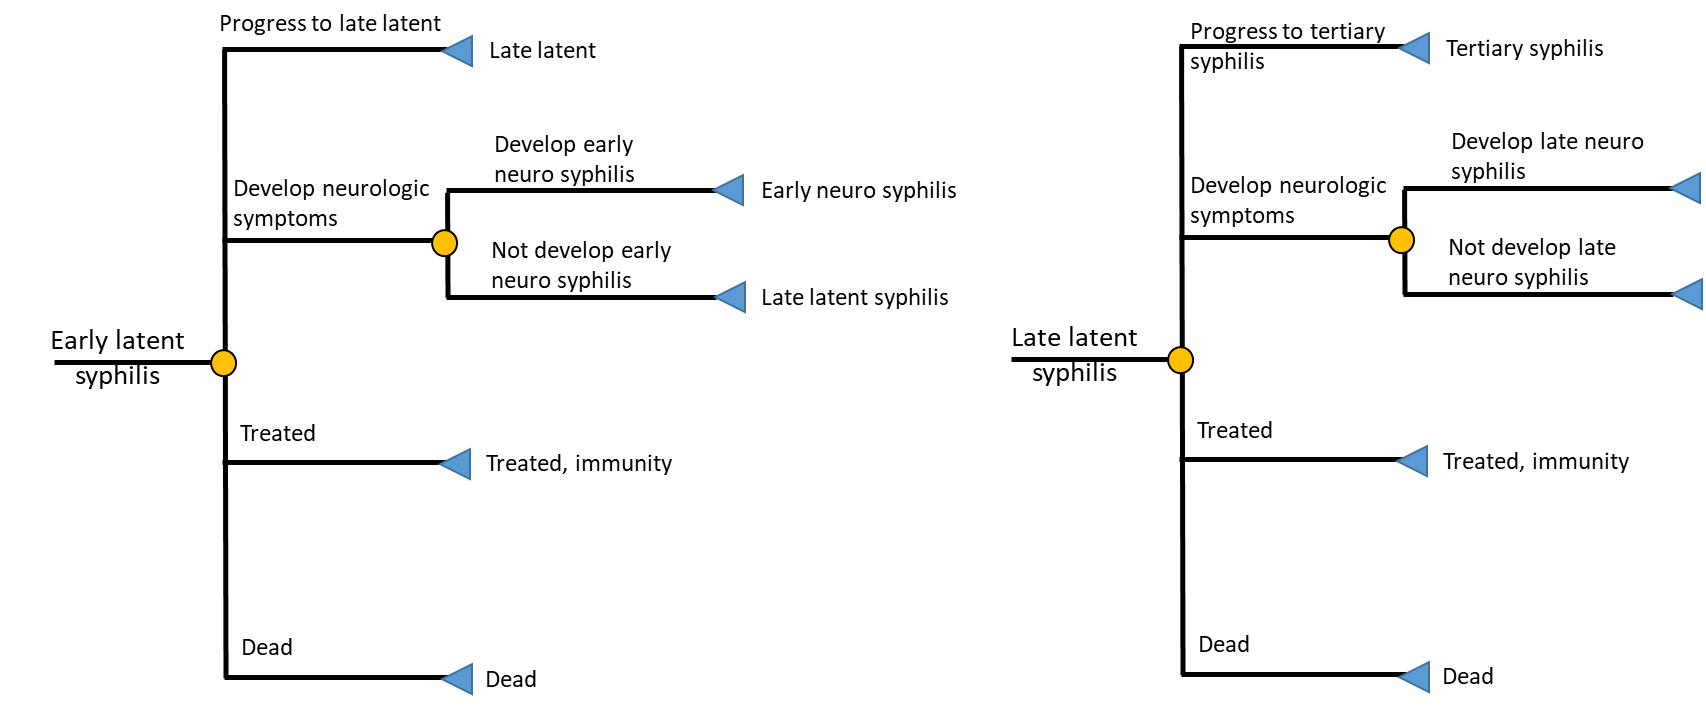 Progress to late latent
Late latent
Develop early
neuro syphilis
Early neuro syphilis
Develop neurologic
symptoms
Not develop early
neuro syphilis
Late latent syphilis
Early latent
syphilis
Treated
Treated, immunity
Dead
Dead
Progress to tertiary
syphilis
Tertiary syphilis
Develop late neuro
syphilis
Develop neurologic
symptoms
Not develop late
neuro syphilis
Late latent
syphilis
Treated
Treated, immunity
Dead
Dead